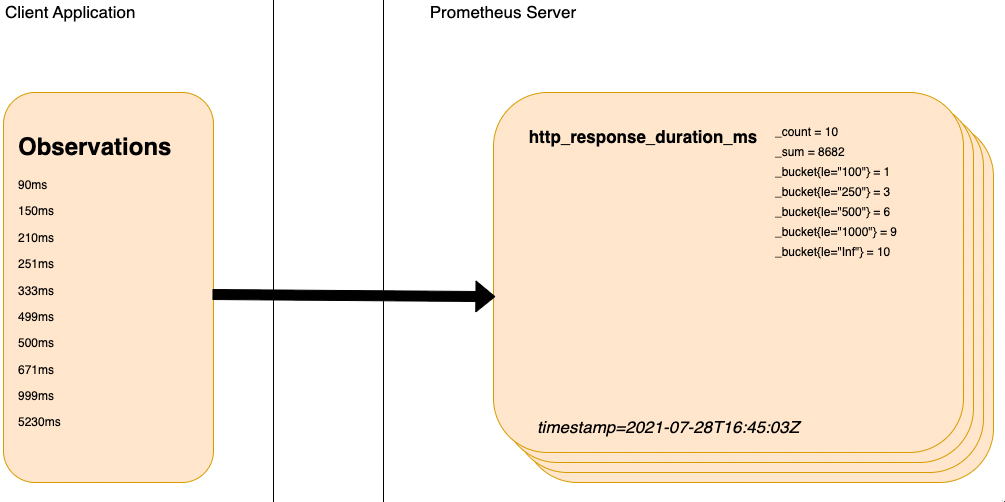 Client Application
Prometheus Server
Observations
90ms
150ms
210ms
251ms
333ms
499ms
500ms
671ms
999ms
5230ms
http_response_duration_ms
_count = 10
_sum = 8682
_bucket{le="100"} = 1
_bucket{le="250"} = 3
_bucket{le="500"} = 6
_bucket{le="1000"} = 9
_bucket{le="Inf"} = 10
timestamp=2021-07-28T16:45:03Z